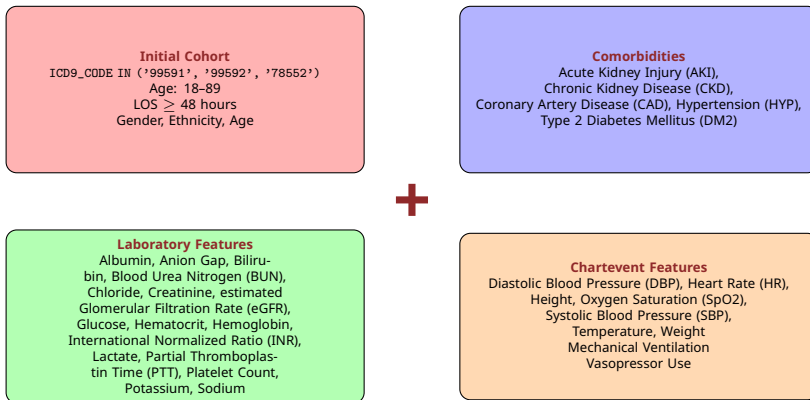 Initial Cohort
ICD9_CODE IN (’99591’, ’99592’, ’78552’)
Age: 18–89
LOS ≥ 48 hours
Gender, Ethnicity, Age
Comorbidities
Acute Kidney Injury (AKI),
Chronic Kidney Disease (CKD),
Coronary Artery Disease (CAD), Hypertension (HYP),
Type 2 Diabetes Mellitus (DM2)
+
Laboratory Features
Albumin, Anion Gap, Biliru-
bin, Blood Urea Nitrogen (BUN),
Chloride, Creatinine, estimated
Glomerular Filtration Rate (eGFR),
Glucose, Hematocrit, Hemoglobin,
International Normalized Ratio (INR),
Lactate, Partial Thromboplas-
tin Time (PTT), Platelet Count,
Potassium, Sodium
Chartevent Features
Diastolic Blood Pressure (DBP), Heart Rate (HR),
Height, Oxygen Saturation (SpO2),
Systolic Blood Pressure (SBP),
Temperature, Weight
Mechanical Ventilation
Vasopressor Use